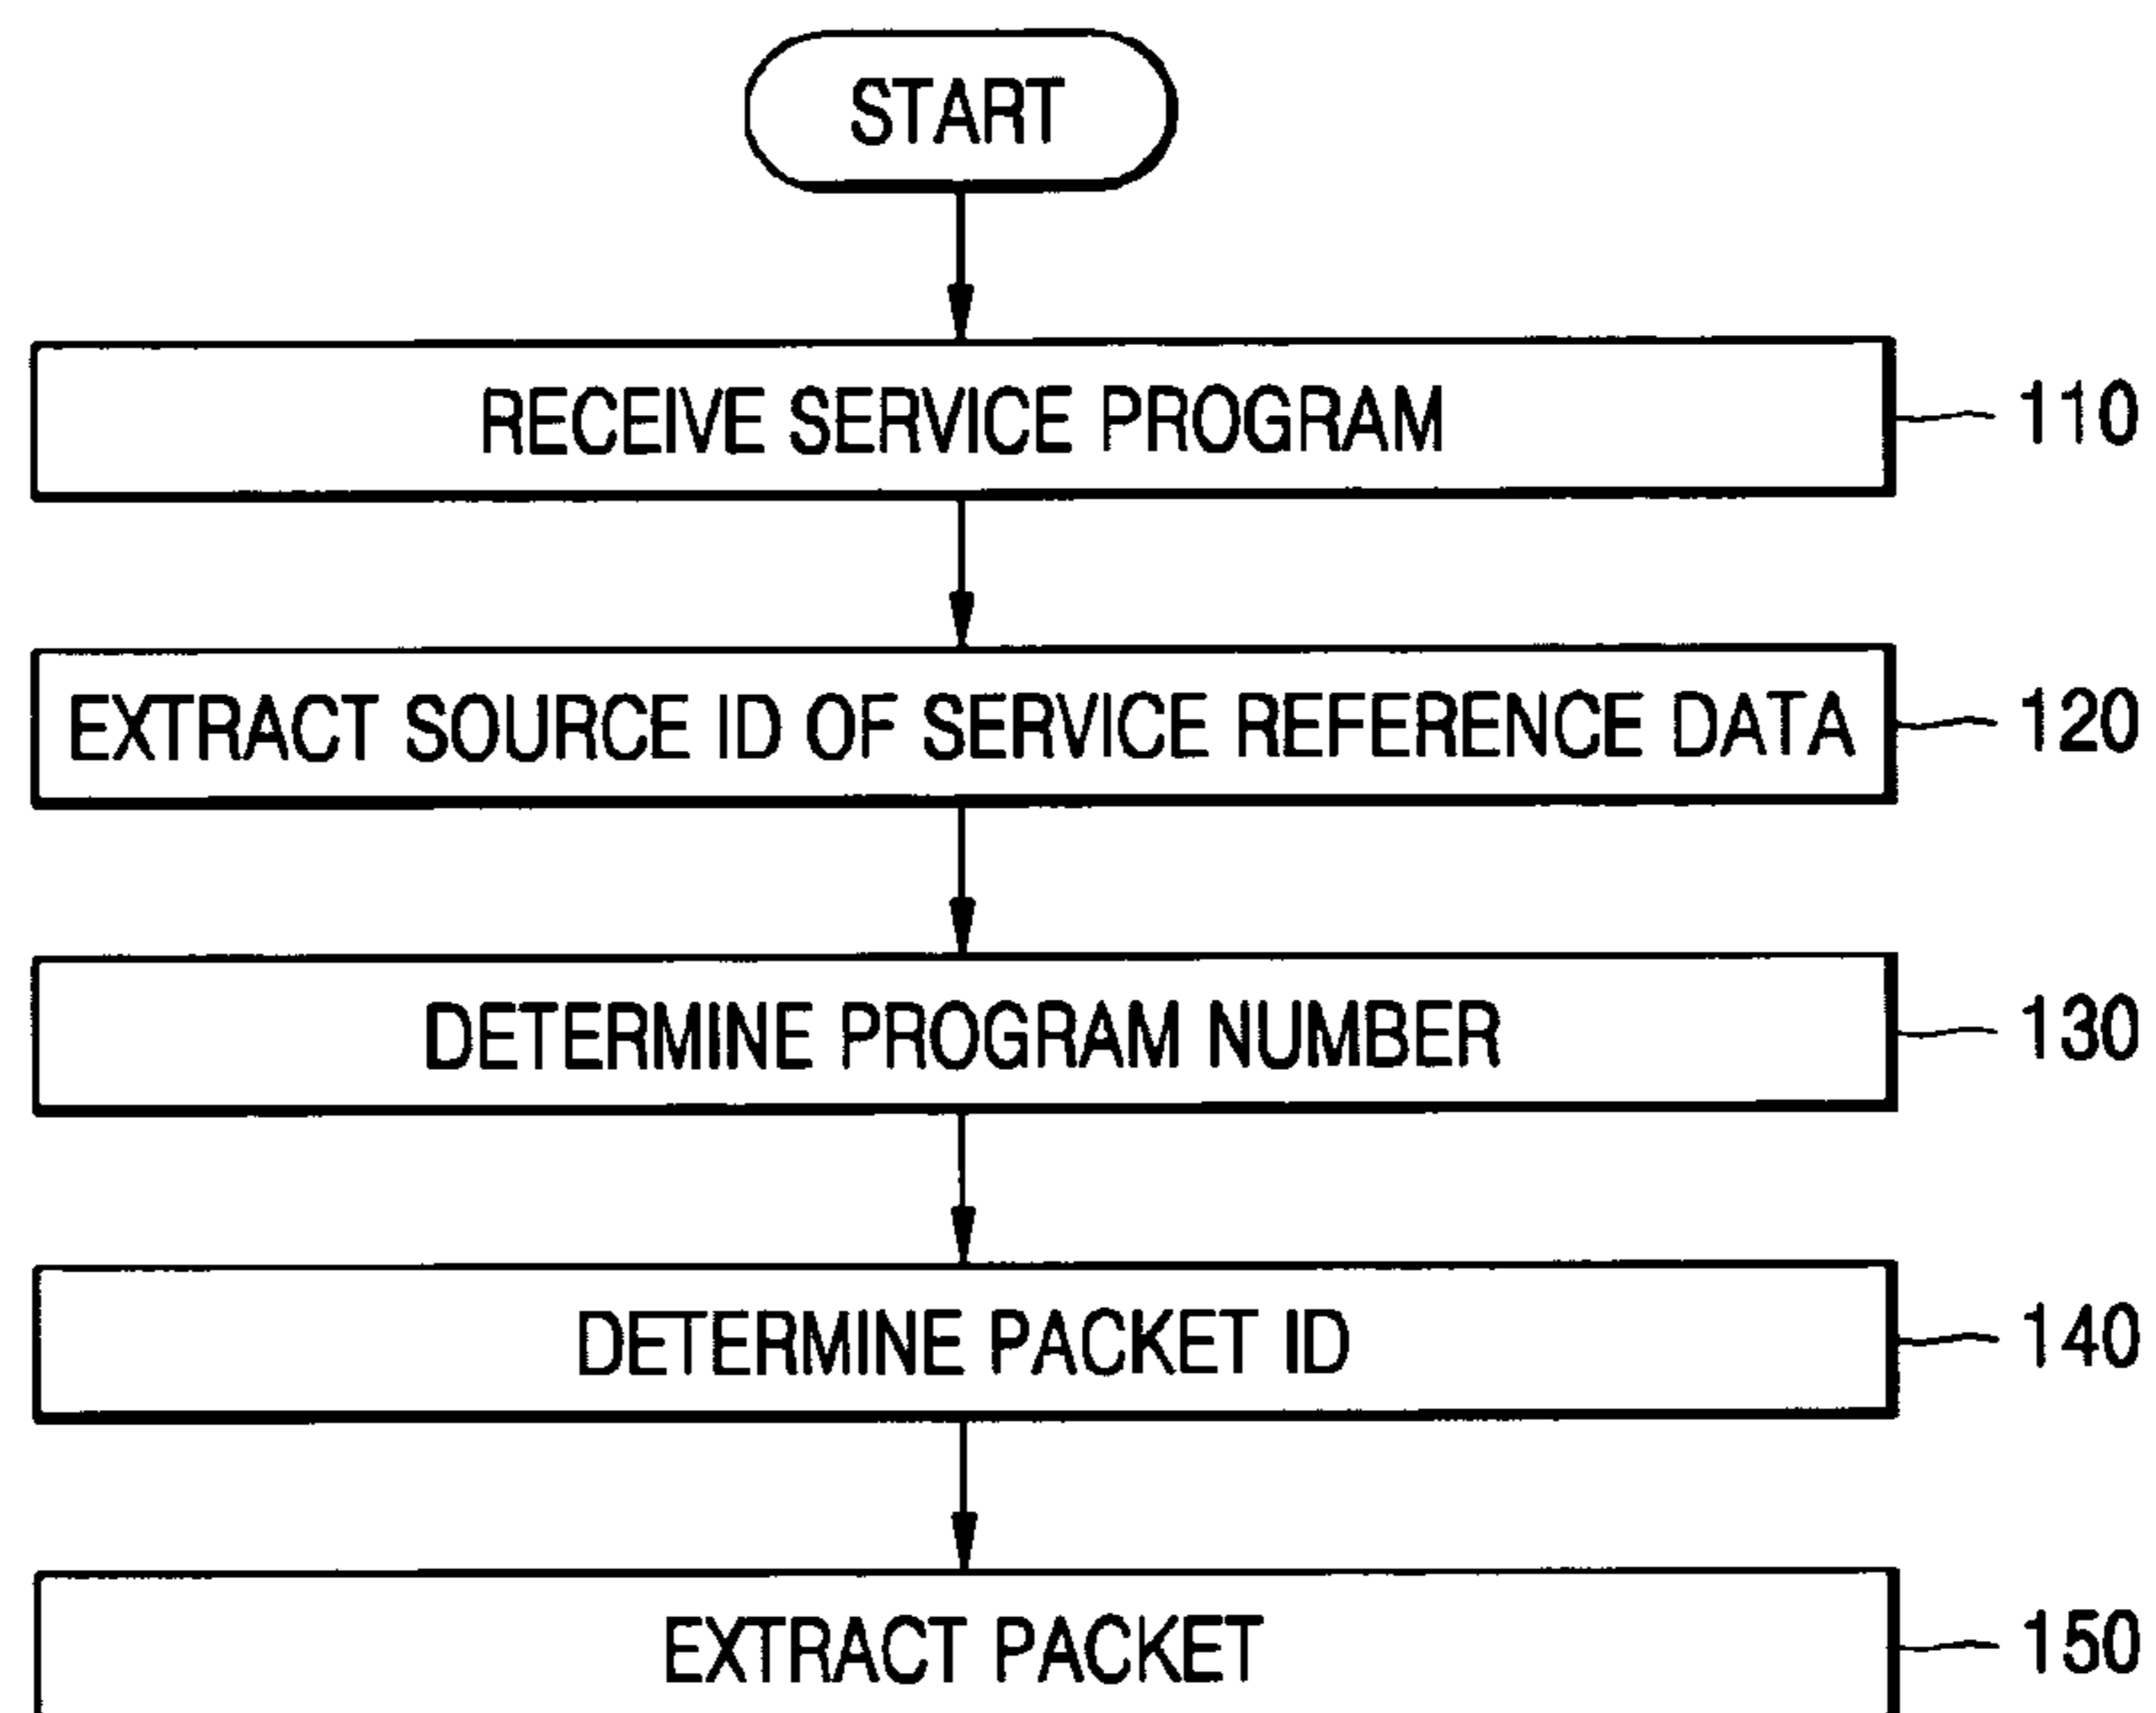 START
RECEIVE SERVICE PROGRAM
110
EXTRACT SOURCE ID OF SERVICE REFERENCE DATA
120
DETERMINE PROGRAM NUMBER
130
DETERMINE PACKET ID
140
EXTRACT PACKET
150